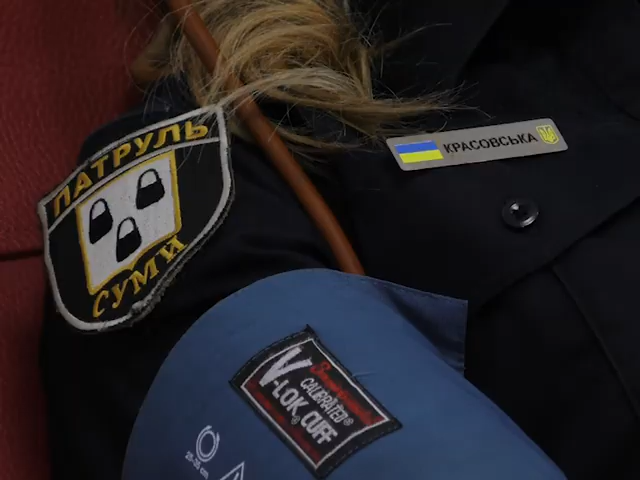 ПАТРУЛЬ
СУМИ
КРАСОВСЬКА
CALIBRATED®
V-LOK® CUFF